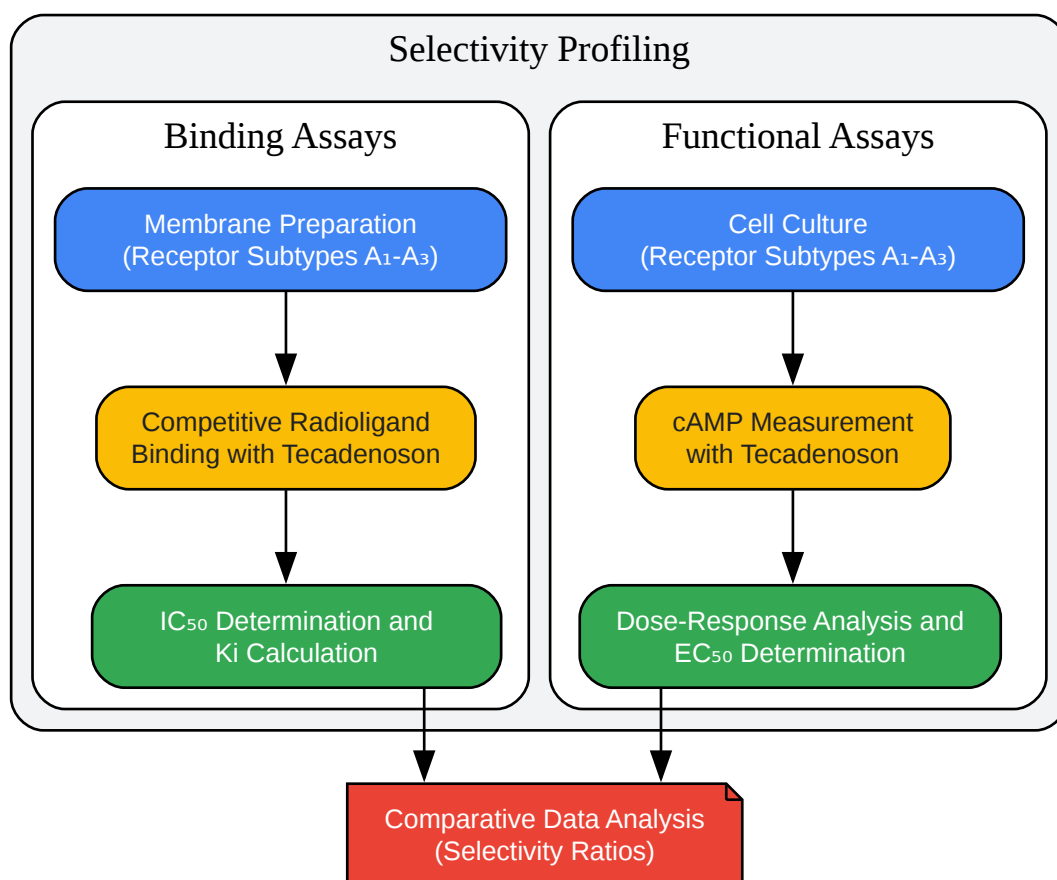 Selectivity Profiling
Binding Assays
Membrane Preparation
(Receptor Subtypes A₁-A₃)
Competitive Radioligand
Binding with Tecadenoson
IC₅₀ Determination and
Ki Calculation
Functional Assays
Cell Culture
(Receptor Subtypes A₁-A₃)
cAMP Measurement
with Tecadenoson
Dose-Response Analysis and
EC₅₀ Determination
Comparative Data Analysis
(Selectivity Ratios)